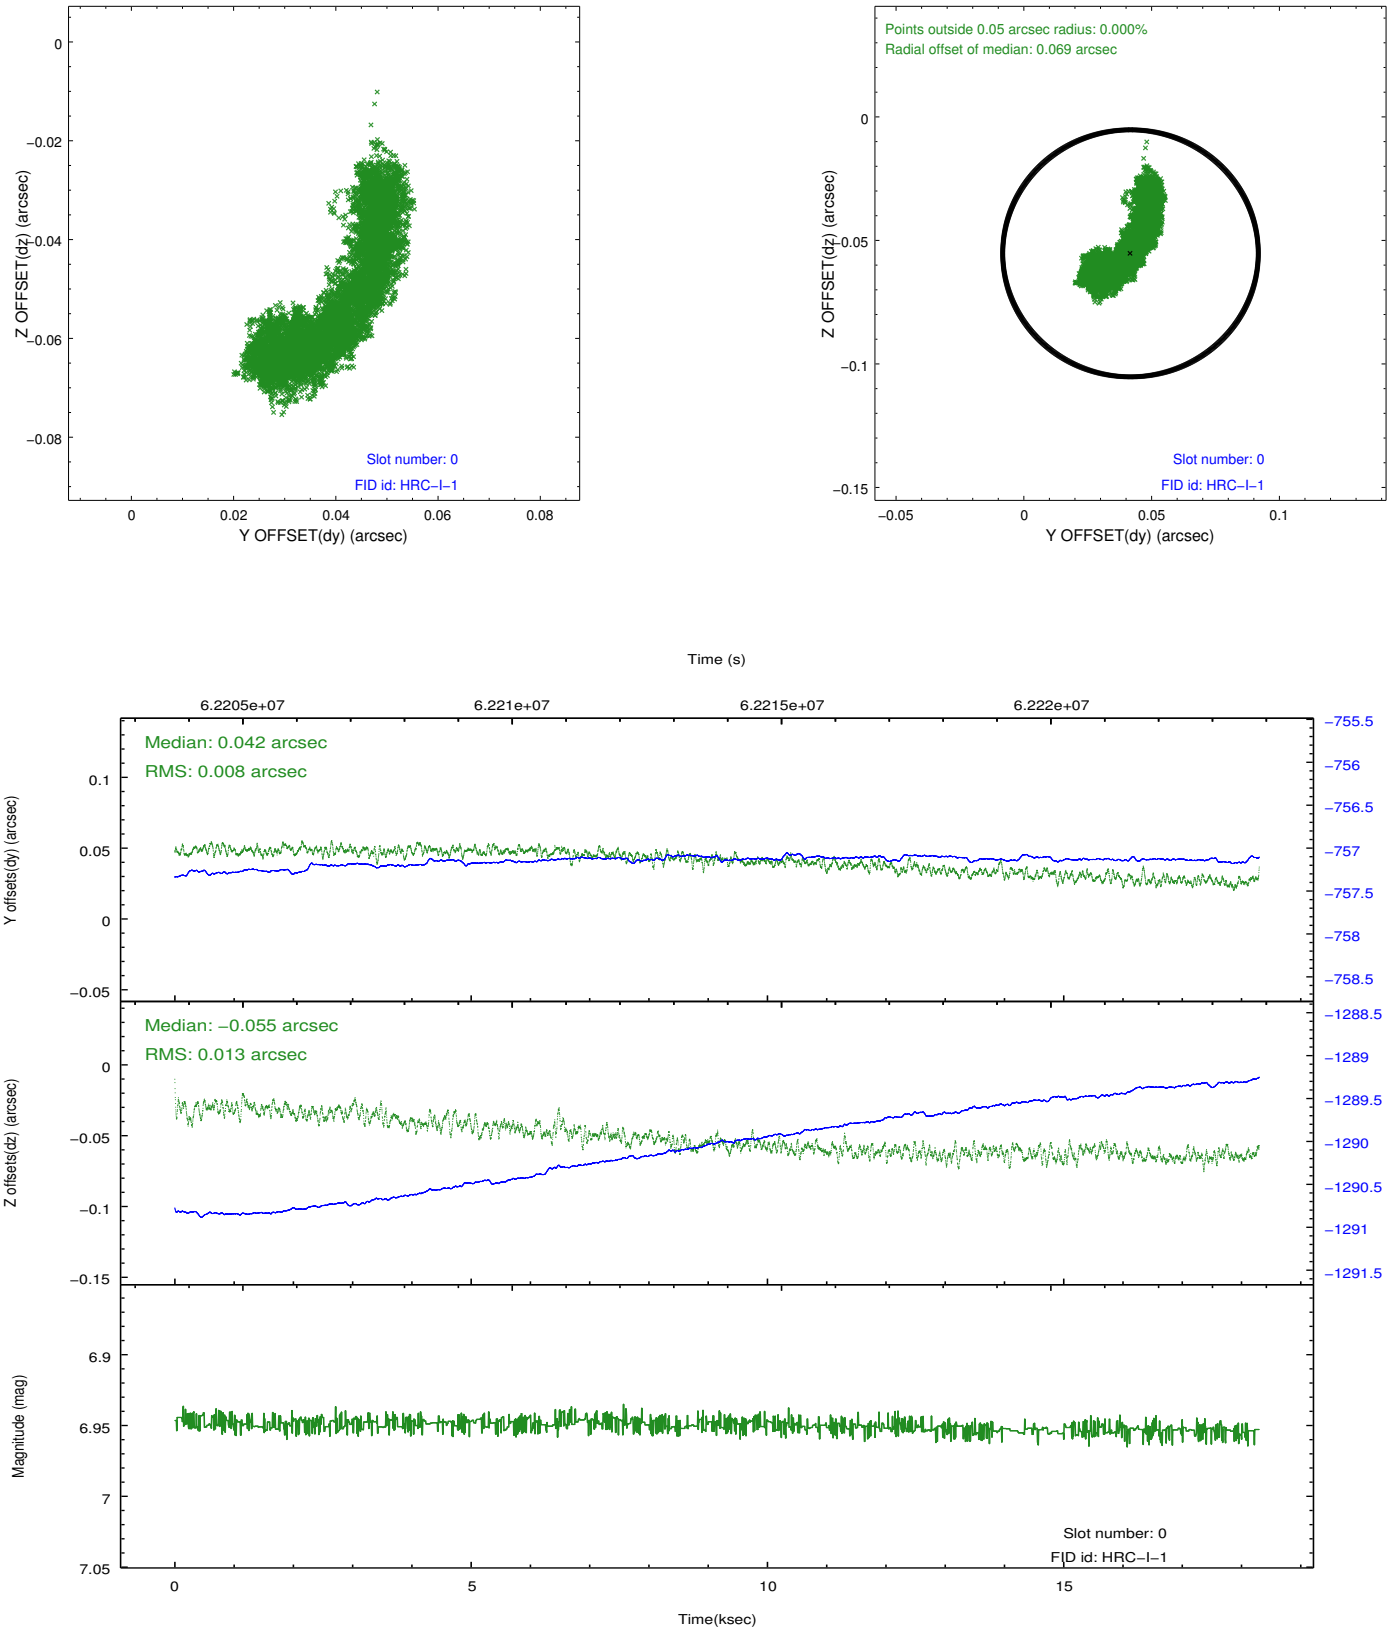 0
−0.02
−0.04
−0.06
−0.08
Z OFFSET(dz) (arcsec)
Slot number: 0
FID id: HRC−I−1
0
0.02
0.04
0.06
0.08
Y OFFSET(dy) (arcsec)
Points outside 0.05 arcsec radius: 0.000%
Radial offset of median: 0.069 arcsec
0
−0.05
−0.1
−0.15
Z OFFSET(dz) (arcsec)
Slot number: 0
FID id: HRC−I−1
−0.05
0
0.05
0.1
Y OFFSET(dy) (arcsec)
Time (s)
6.2205e+07
6.221e+07
6.2215e+07
6.222e+07
Median: 0.042 arcsec
RMS: 0.008 arcsec
0.1
0.05
0
−0.05
Y offsets(dy) (arcsec)
−755.5
−756
−756.5
−757
−757.5
−758
−758.5
Median: −0.055 arcsec
RMS: 0.013 arcsec
0
−0.05
−0.1
−0.15
Z offsets(dz) (arcsec)
−1288.5
−1289
−1289.5
−1290
−1290.5
−1291
−1291.5
6.9
6.95
7
7.05
Magnitude (mag)
Slot number: 0
FID id: HRC−I−1
0
5
10
15
Time(ksec)